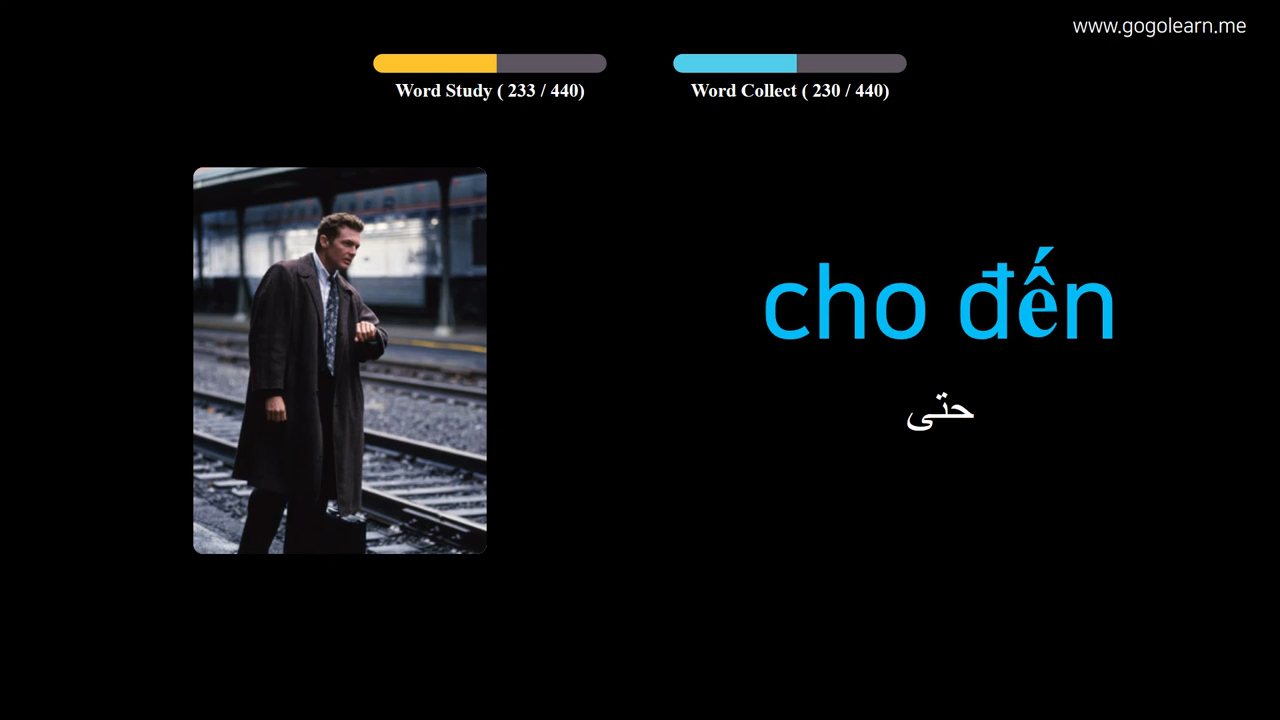 www.gogolearn.me
Word Study ( 233 / 440)
Word Collect ( 230 / 440)
cho đến
حتى